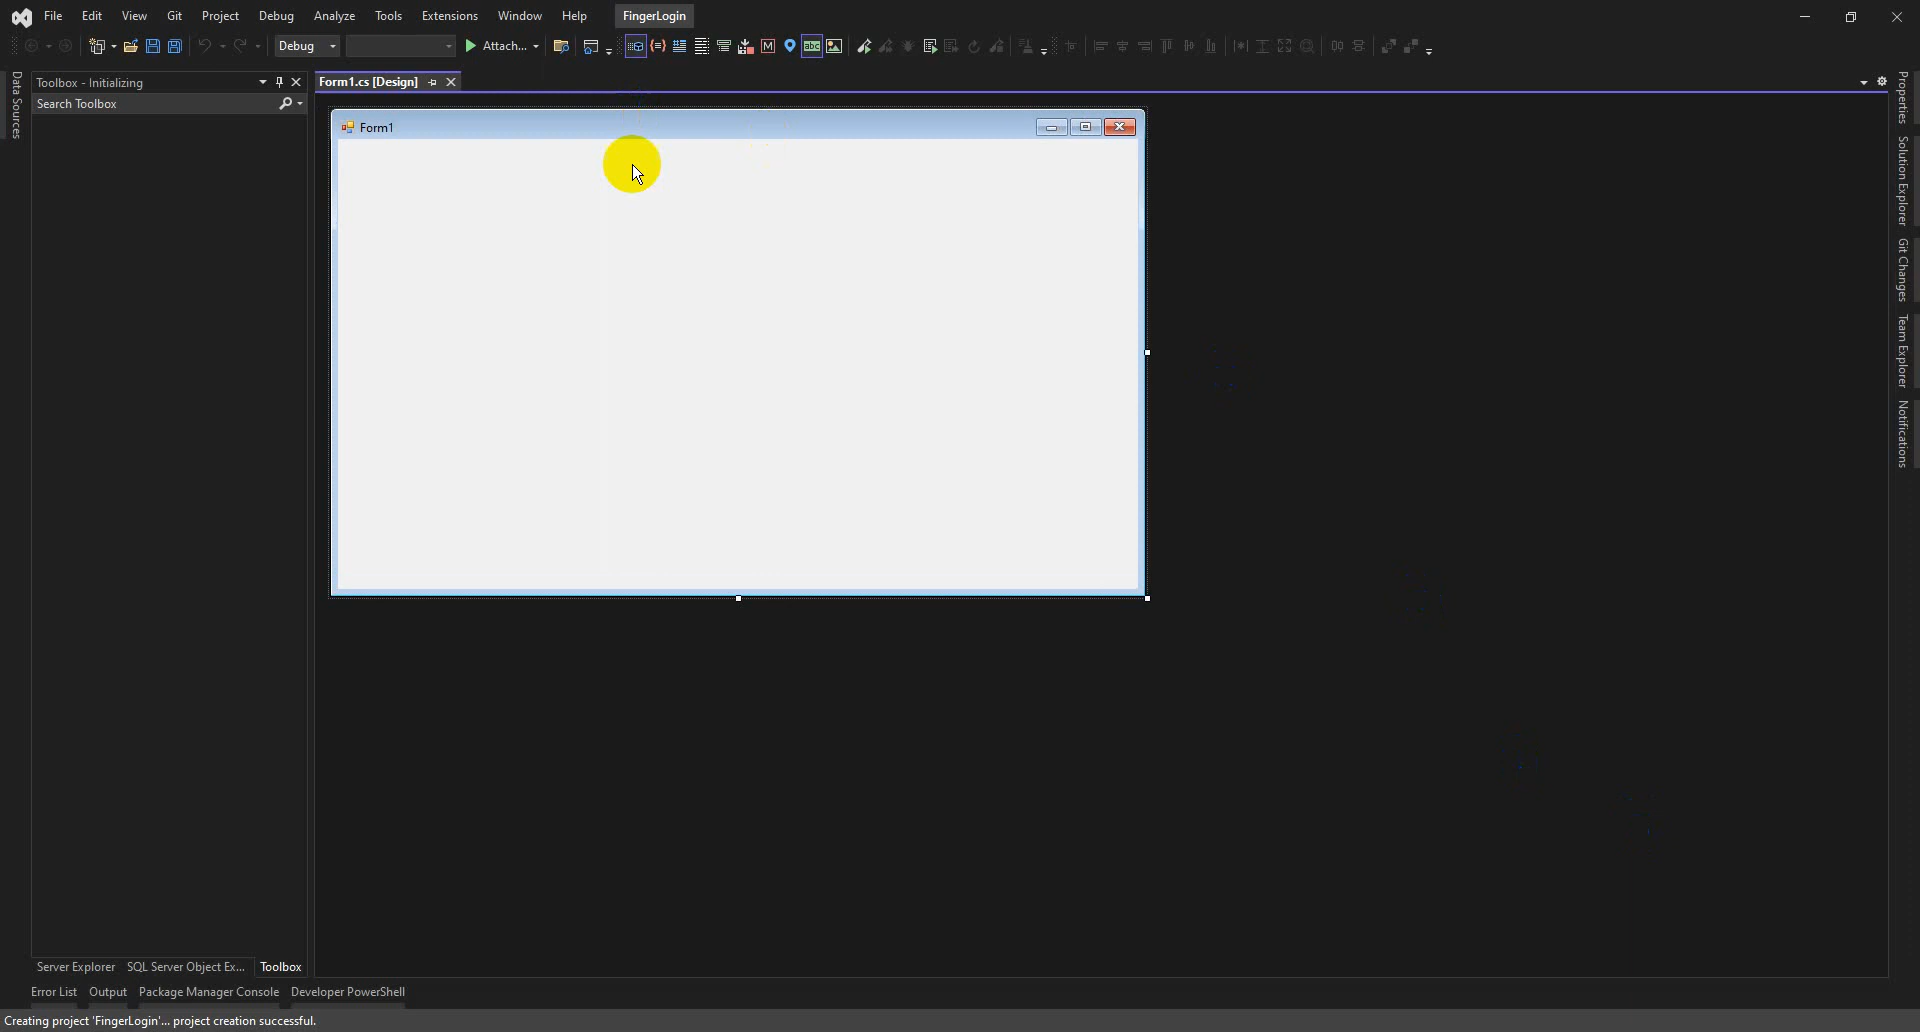 File Edit View Git Project Debug Analyze Tools Extensions Window Help FingerLogin
Debug Attach...
Data Sources
Toolbox - Initializing
Search Toolbox
Form1.cs [Design]
Form1
Properties
Solution Explorer
Git Changes
Team Explorer
Notifications
Server Explorer SQL Server Object Ex... Toolbox
Error List Output Package Manager Console Developer PowerShell
Creating project 'FingerLogin'... project creation successful.